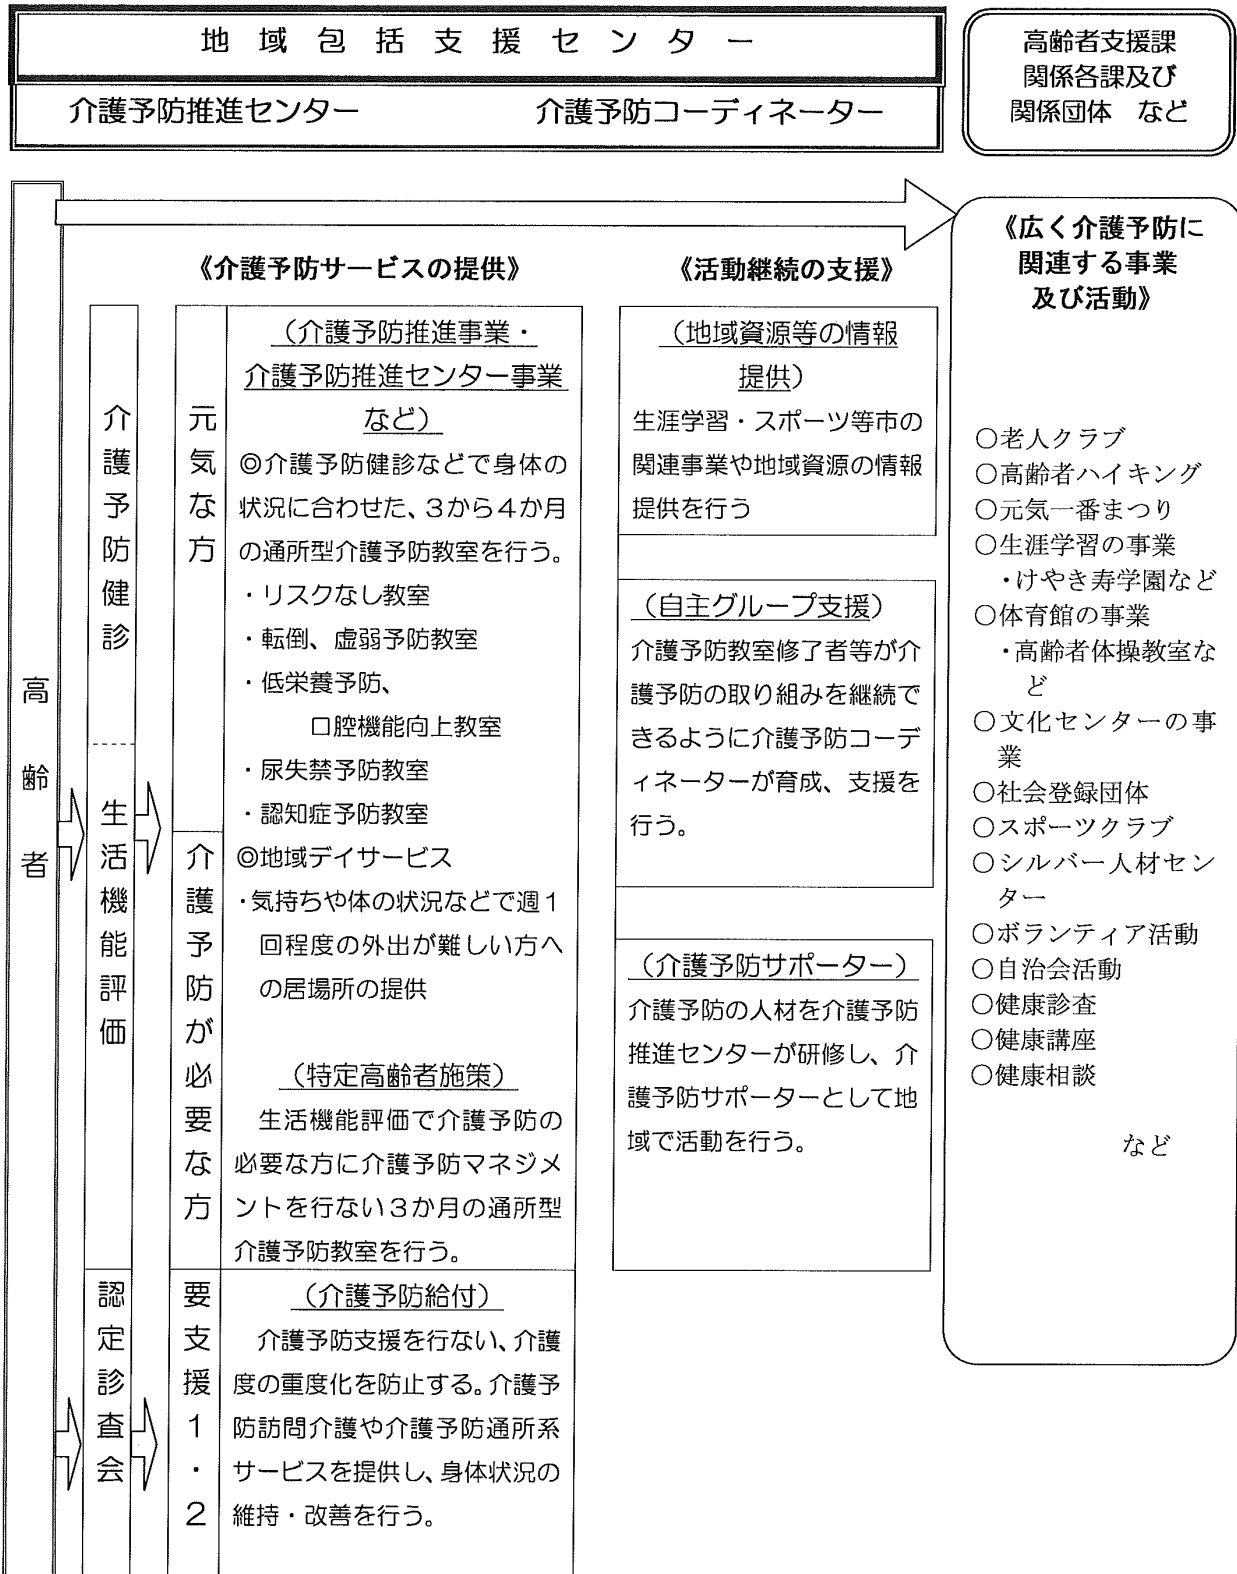 地域包括支援センター
介護予防推進センター　介護予防コーディネーター
高齢者支援課
関係各課及び
関係団体　など
高齢者
《介護予防サービスの提供》
介護予防健診
生活機能評価
認定診査会
元気な方
介護予防が必要な方
要支援１・２
（介護予防推進事業・
介護予防推進センター事業
など）
◎介護予防健診などで身体の
状況に合わせた、３から４か月
の通所型介護予防教室を行う。
・リスクなし教室
・転倒、虚弱予防教室
・低栄養予防、
口腔機能向上教室
・尿失禁予防教室
・認知症予防教室
◎地域デイサービス
・気持ちや体の状況などで週１
回程度の外出が難しい方へ
の居場所の提供
（特定高齢者施策）
生活機能評価で介護予防の
必要な方に介護予防マネジメ
ントを行ない３か月の通所型
介護予防教室を行う。
（介護予防給付）
介護予防支援を行ない、介護
度の重度化を防止する。介護予
防訪問介護や介護予防通所系
サービスを提供し、身体状況の
維持・改善を行う。
《活動継続の支援》
（地域資源等の情報
提供）
生涯学習・スポーツ等市の
関連事業や地域資源の情報
提供を行う
（自主グループ支援）
介護予防教室修了者等が介
護予防の取り組みを継続で
きるように介護予防コーデ
ィネーターが育成、支援を
行う。
（介護予防サポーター）
介護予防の人材を介護予防
推進センターが研修し、介
護予防サポーターとして地
域で活動を行う。
《広く介護予防に
関連する事業
及び活動》
○老人クラブ
○高齢者ハイキング
○元気一番まつり
○生涯学習の事業
・けやき寿学園など
○体育館の事業
・高齢者体操教室な
ど
○文化センターの事
業
○社会登録団体
○スポーツクラブ
○シルバー人材セン
ター
○ボランティア活動
○自治会活動
○健康診査
○健康講座
○健康相談
など